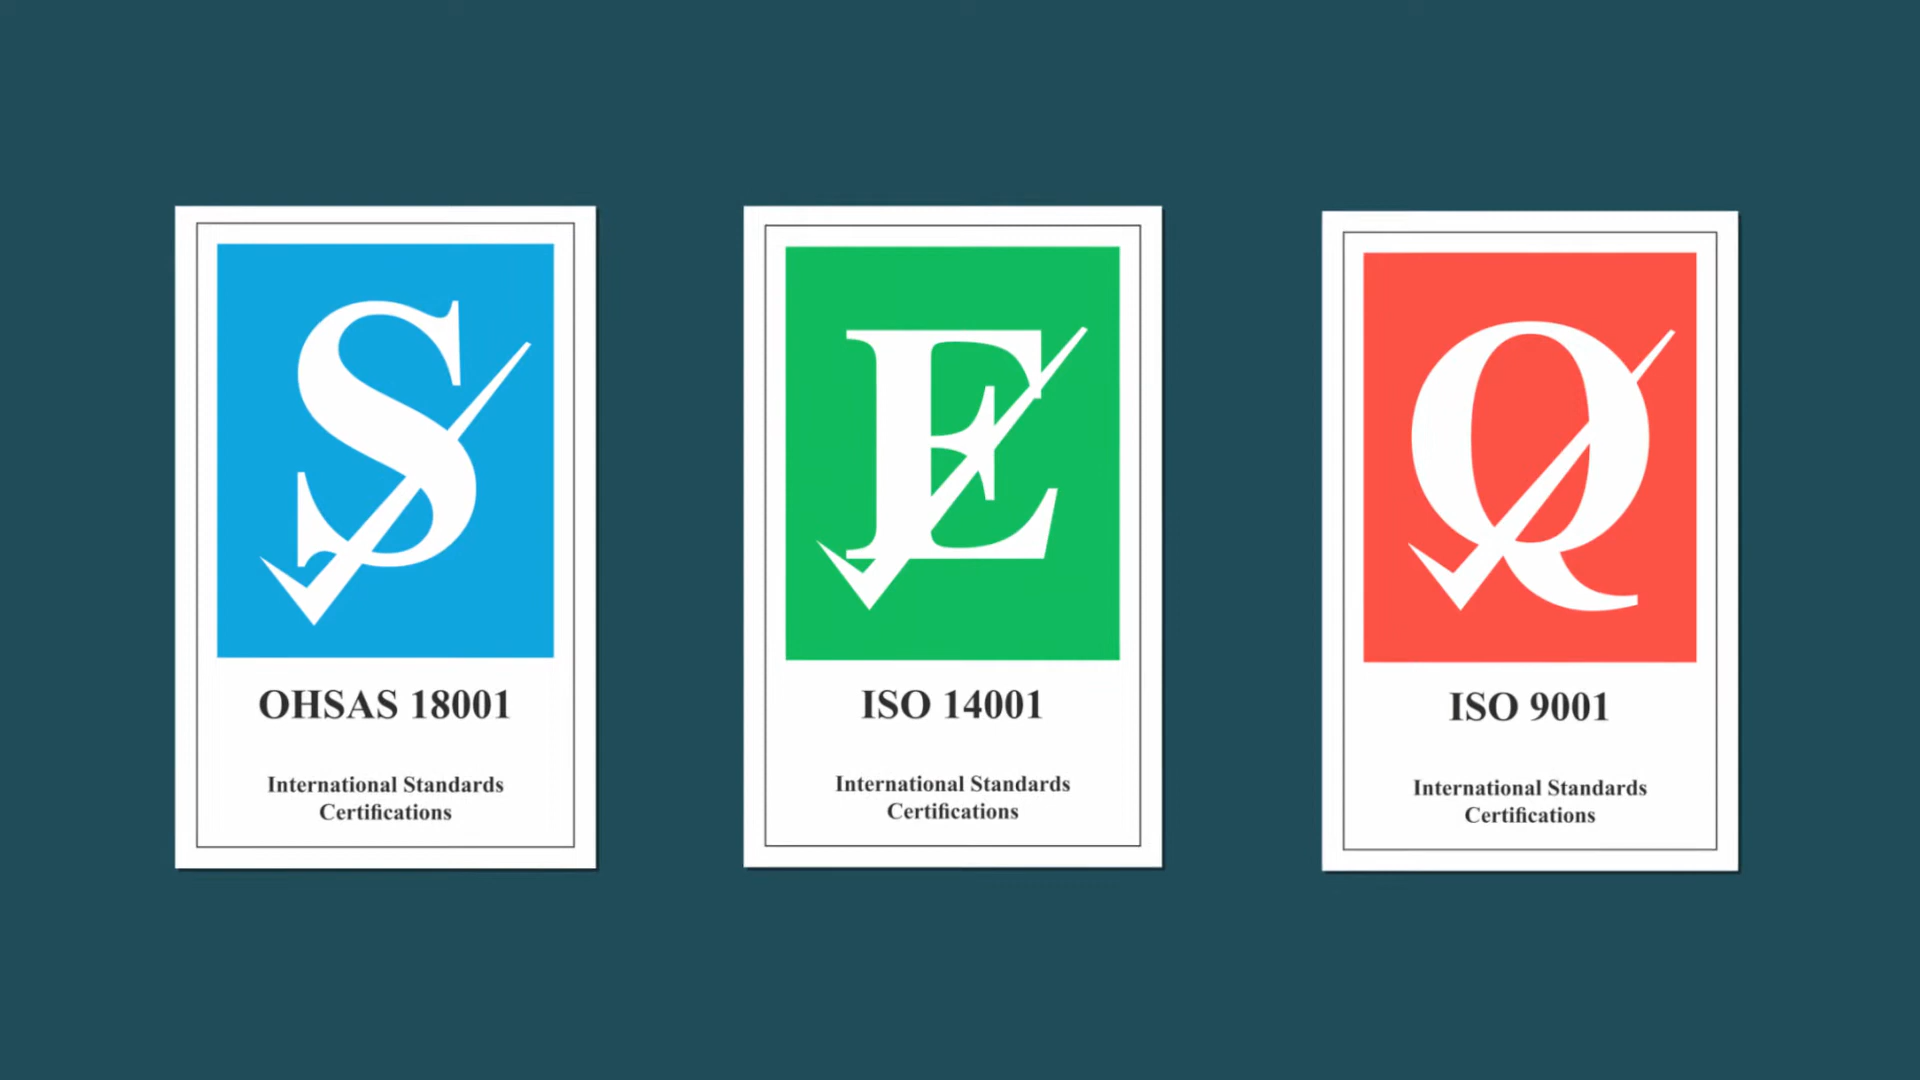 S
OHSAS 18001
International Standards
Certifications
E
ISO 14001
International Standards
Certifications
Q
ISO 9001
International Standards
Certifications